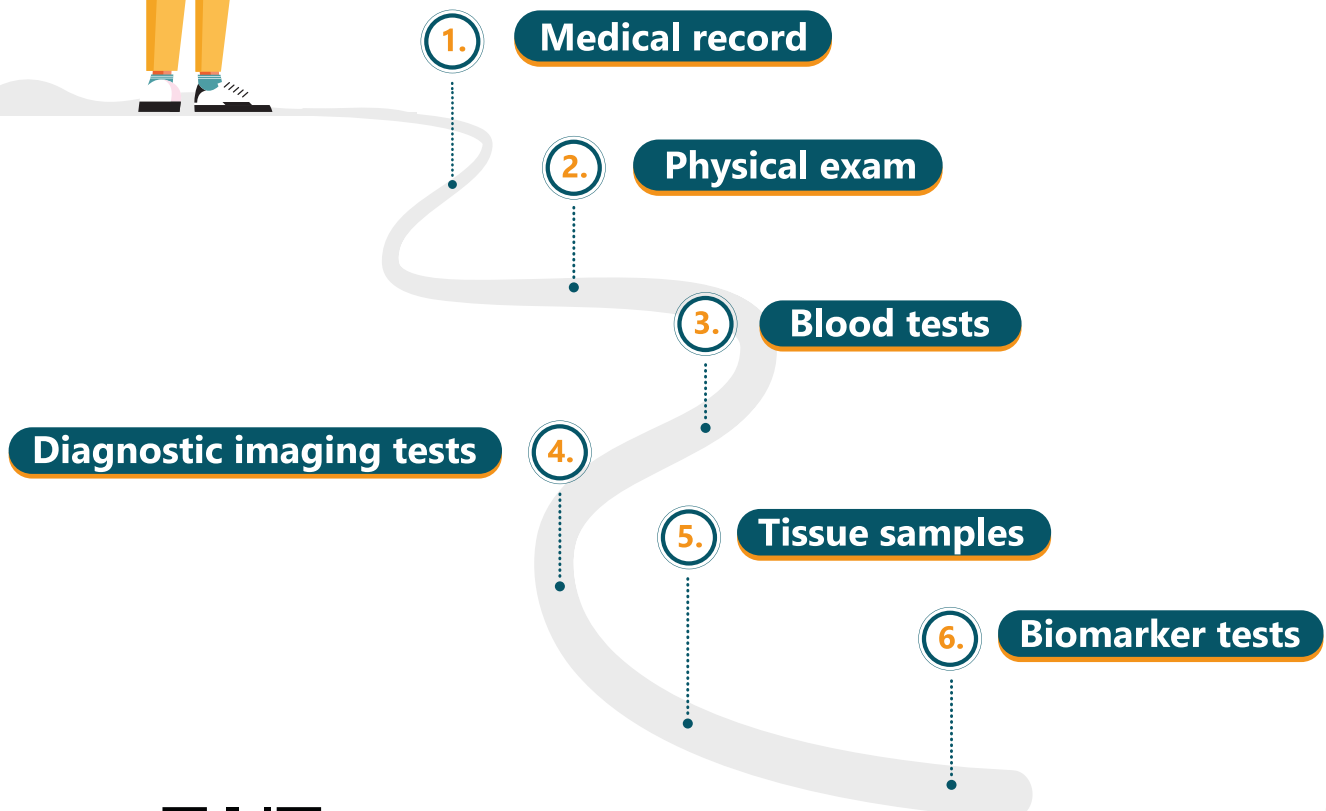 1. Medical record
2. Physical exam
3. Blood tests
Diagnostic imaging tests 4.
5. Tissue samples
6. Biomarker tests